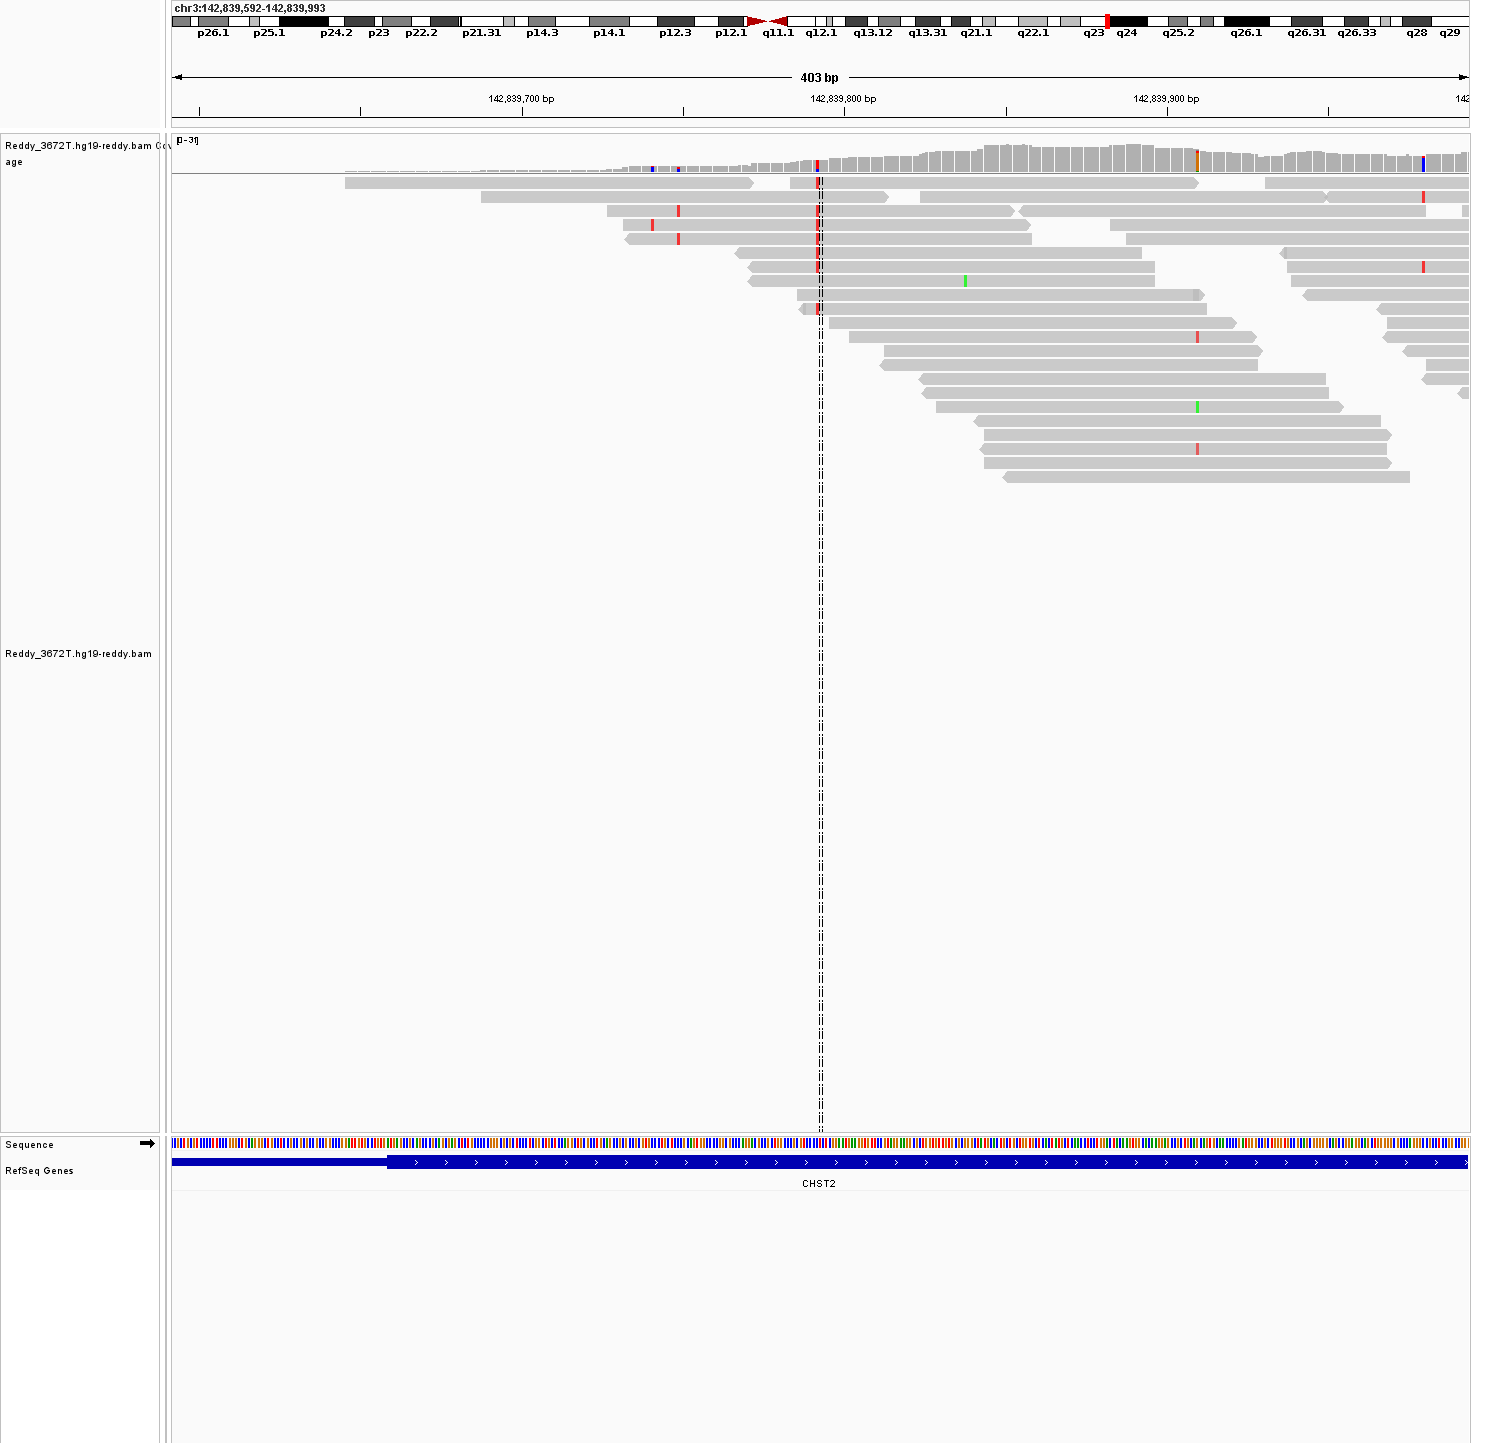 chr3:142,839,592-142,839,993
p26.1 p25.1 p24.2 p23 p22.2 p21.31 p14.3 p14.1 p12.3 p12.1 q11.1 q12.1 q13.12 q13.31 q21.1 q22.1 q23 q24 q25.2 q26.1 q26.31 q26.33 q28 q29
403 bp
142,839,700 bp 142,839,800 bp 142,839,900 bp 142
Reddy_3672T.hg19-reddy.bam Cov
age
[0-31]
Reddy_3672T.hg19-reddy.bam
Sequence
RefSeq Genes
CHST2